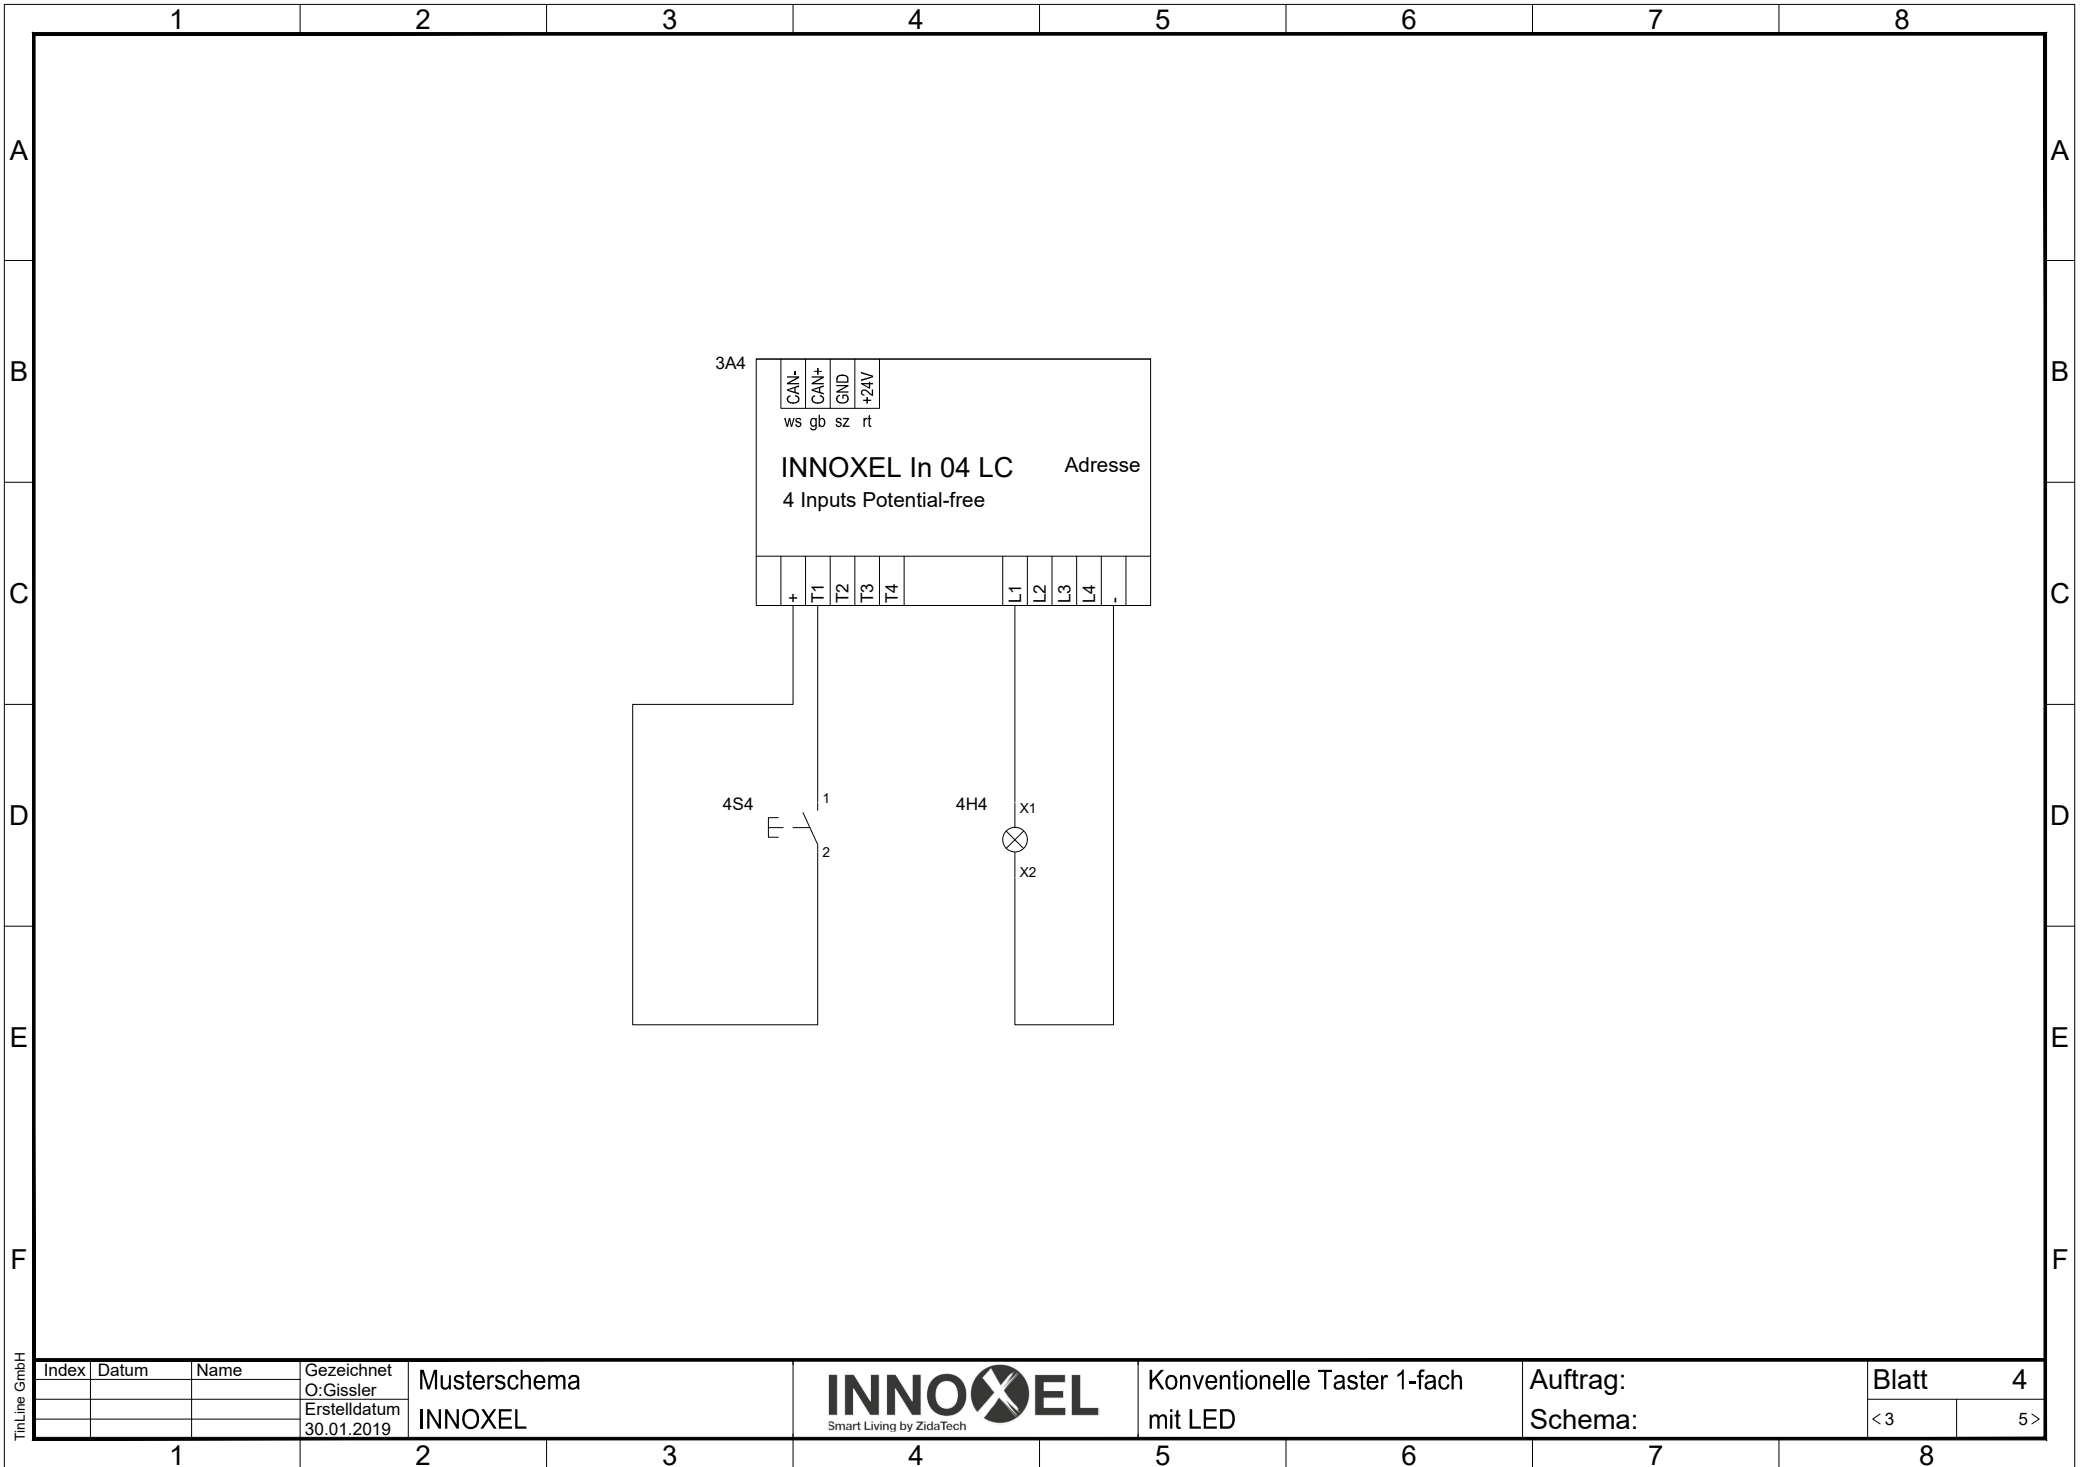 1 2 3 4 5 6 7 8
A A
B B
C C
D D
E E
F F
3A4
CAN- CAN+ GND +24V
ws gb sz rt
INNOXEL In 04 LC Adresse
4 Inputs Potential-free
+ T1 T2 T3 T4 L1 L2 L3 L4 -
4S4 1
2
4H4 X1
X2
TinLine GmbH
Index Datum Name
Gezeichnet
O:Gissler
Erstelldatum
30.01.2019
Musterschema
INNOXEL
INNOXEL
Smart Living by ZidaTech
Konventionelle Taster 1-fach
mit LED
Auftrag:
Schema:
Blatt 4
<3 5>
1 2 3 4 5 6 7 8